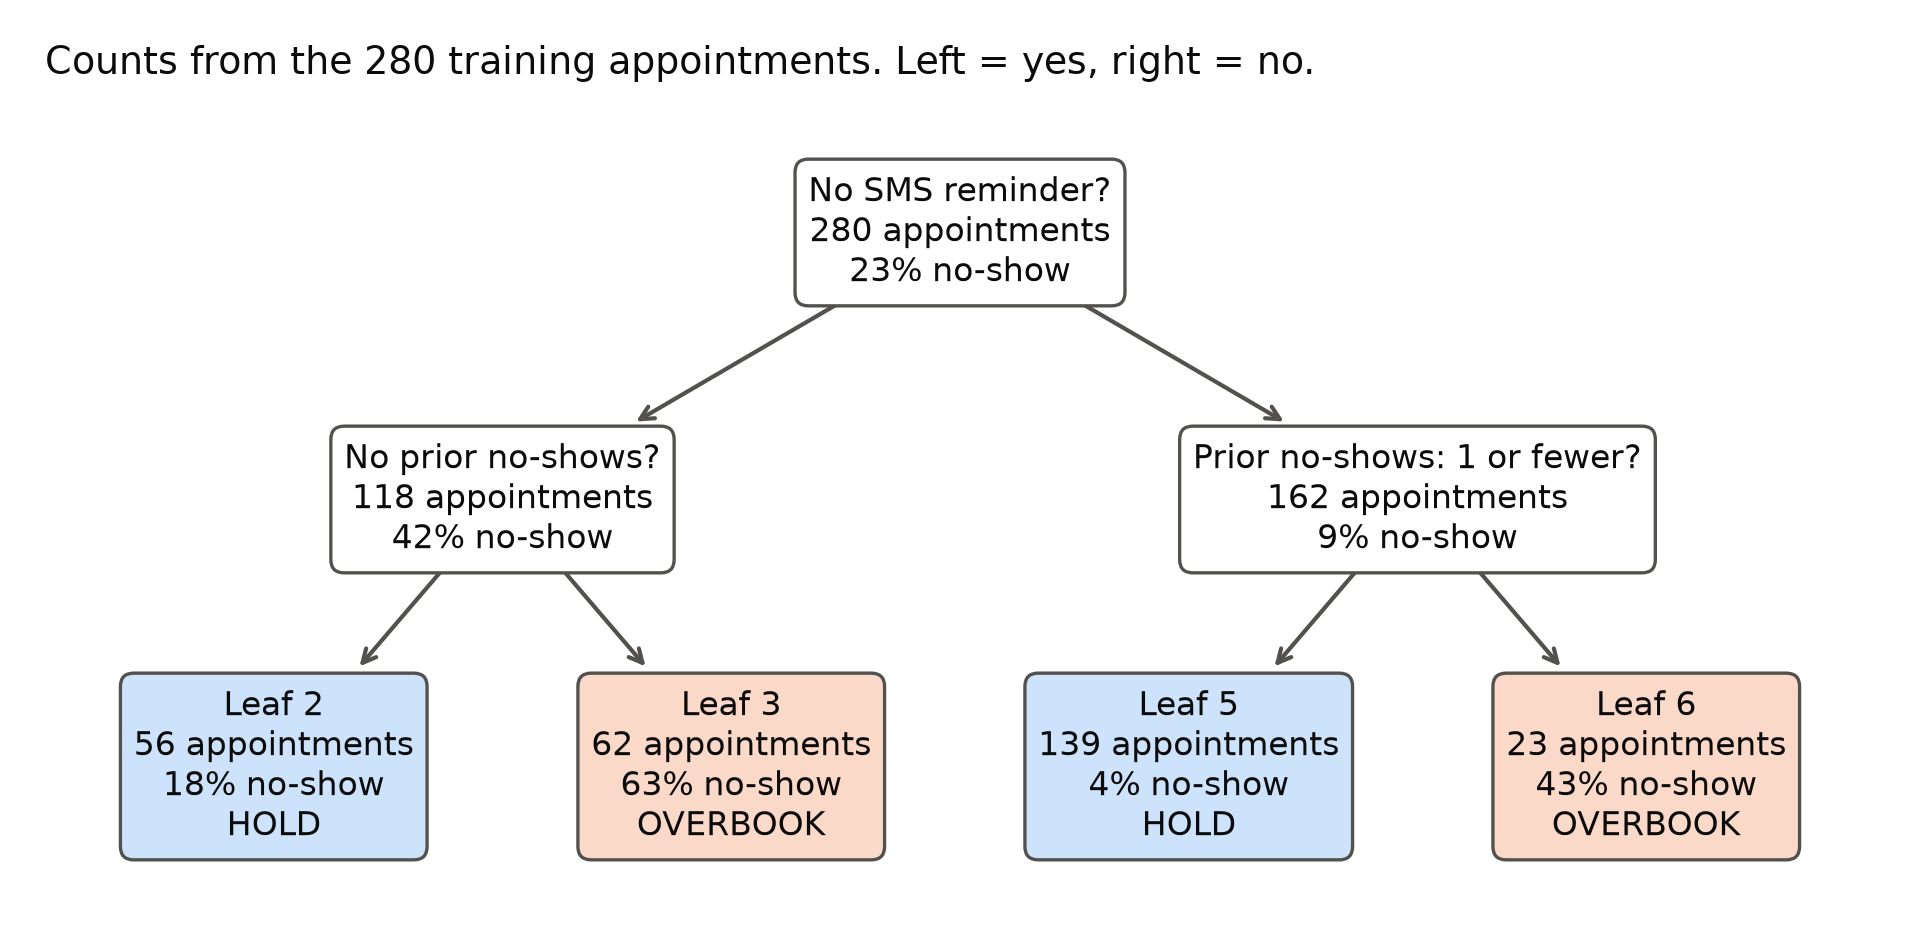 Counts from the 280 training appointments. Left = yes, right = no.
No SMS reminder?
280 appointments
23% no-show
No prior no-shows?
118 appointments
42% no-show
Prior no-shows: 1 or fewer?
162 appointments
9% no-show
Leaf 2
56 appointments
18% no-show
HOLD
Leaf 3
62 appointments
63% no-show
OVERBOOK
Leaf 5
139 appointments
4% no-show
HOLD
Leaf 6
23 appointments
43% no-show
OVERBOOK